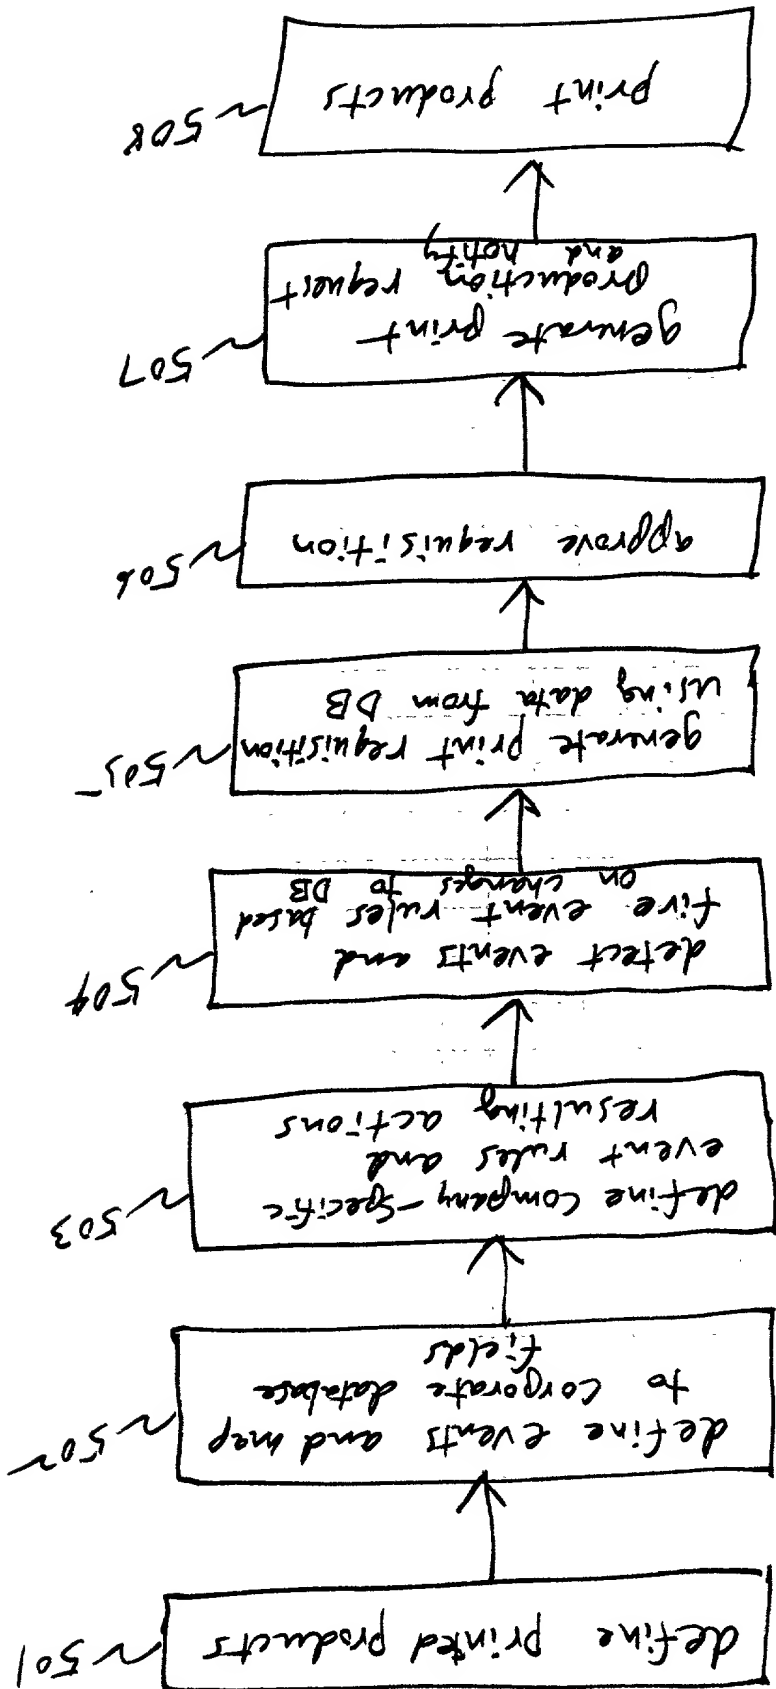 define printed products
501
define events and map
to corporate database
fields
502
define company-specific
event rules and
resulting actions
503
detect events and
fire event rules based
on changes to DB
504
generate print requisition
using data from DB
505
approve requisition
506
generate print
production request
and notify
507
print products
508